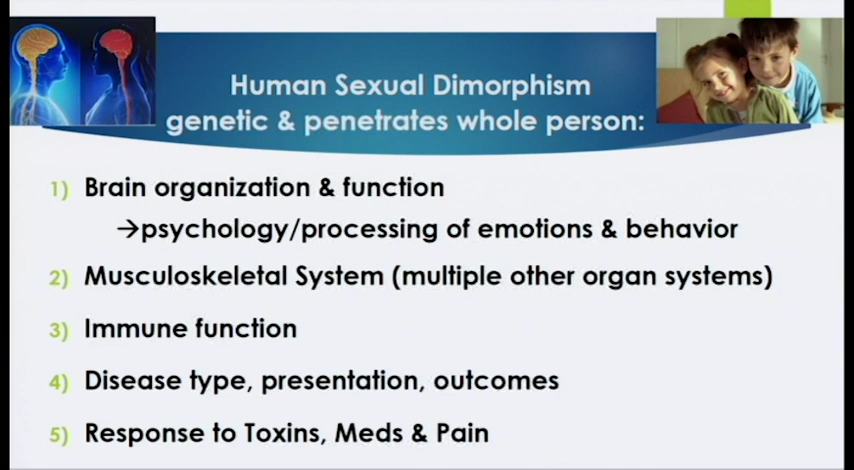 Human Sexual Dimorphism
genetic & penetrates whole person:
1) Brain organization & function
→psychology/processing of emotions & behavior
2) Musculoskeletal System (multiple other organ systems)
3) Immune function
4) Disease type, presentation, outcomes
5) Response to Toxins, Meds & Pain